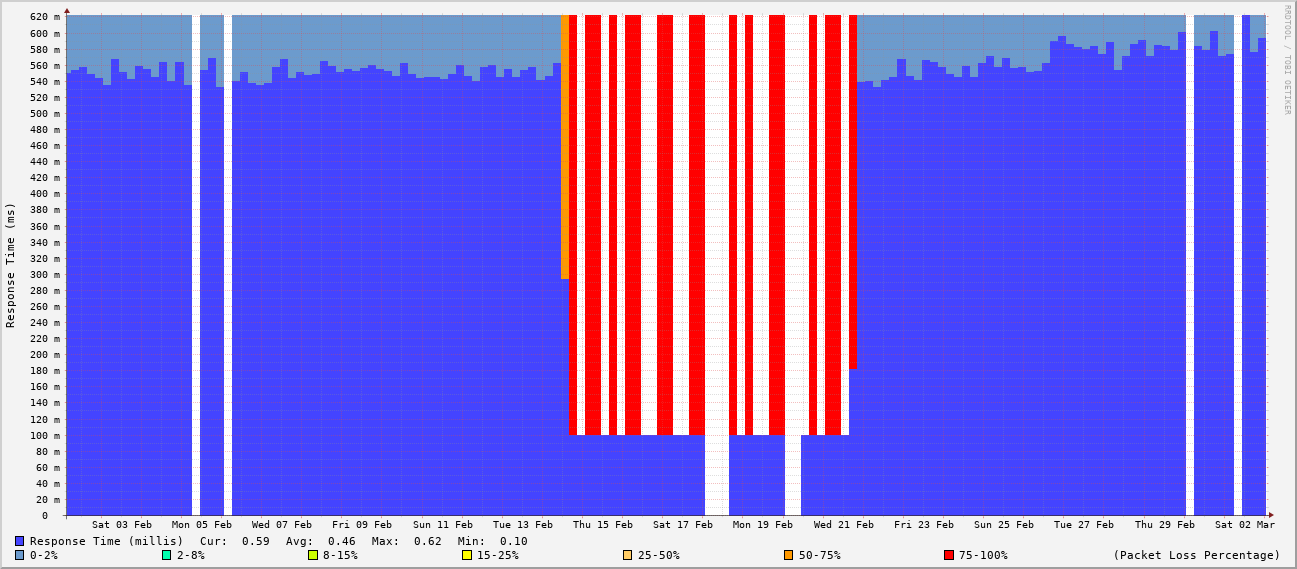 620 m
600 m
580 m
560 m
540 m
520 m
500 m
480 m
460 m
440 m
420 m
400 m
380 m
360 m
340 m
320 m
300 m
280 m
260 m
240 m
220 m
200 m
180 m
160 m
140 m
120 m
100 m
80 m
60 m
40 m
20 m
0
Response Time (ms)
RRDTOOL / TOBI OETIKER
Sat 03 Feb Mon 05 Feb Wed 07 Feb Fri 09 Feb Sun 11 Feb Tue 13 Feb Thu 15 Feb Sat 17 Feb Mon 19 Feb Wed 21 Feb Fri 23 Feb Sun 25 Feb Tue 27 Feb Thu 29 Feb Sat 02 Mar
Response Time (millis) Cur: 0.59 Avg: 0.46 Max: 0.62 Min: 0.10
0-2% 2-8% 8-15% 15-25% 25-50% 50-75% 75-100% (Packet Loss Percentage)